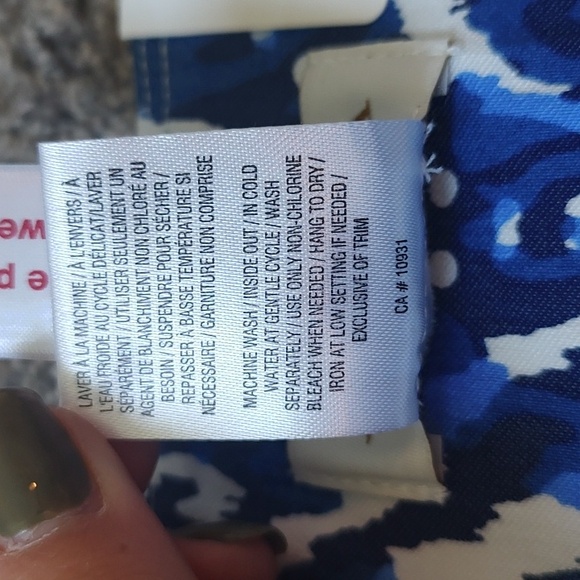 LAVER À LA MACHINE / À L'ENVERS / À
L'EAU FROIDE AU CYCLE DÉLICAT/LAVER
SÉPARÉMENT / UTILISER SEULEMENT UN
AGENT DE BLANCHIMENT NON CHLORÉ AU
BESOIN / SUSPENDRE POUR SÉCHER /
REPASSER À BASSE TEMPÉRATURE SI
NÉCESSAIRE / GARNITURE NON COMPRISE
MACHINE WASH / INSIDE OUT / IN COLD
WATER AT GENTLE CYCLE / WASH
SEPARATELY / USE ONLY NON-CHLORINE
BLEACH WHEN NEEDED / HANG TO DRY /
IRON AT LOW SETTING IF NEEDED /
EXCLUSIVE OF TRIM
CA # 10931